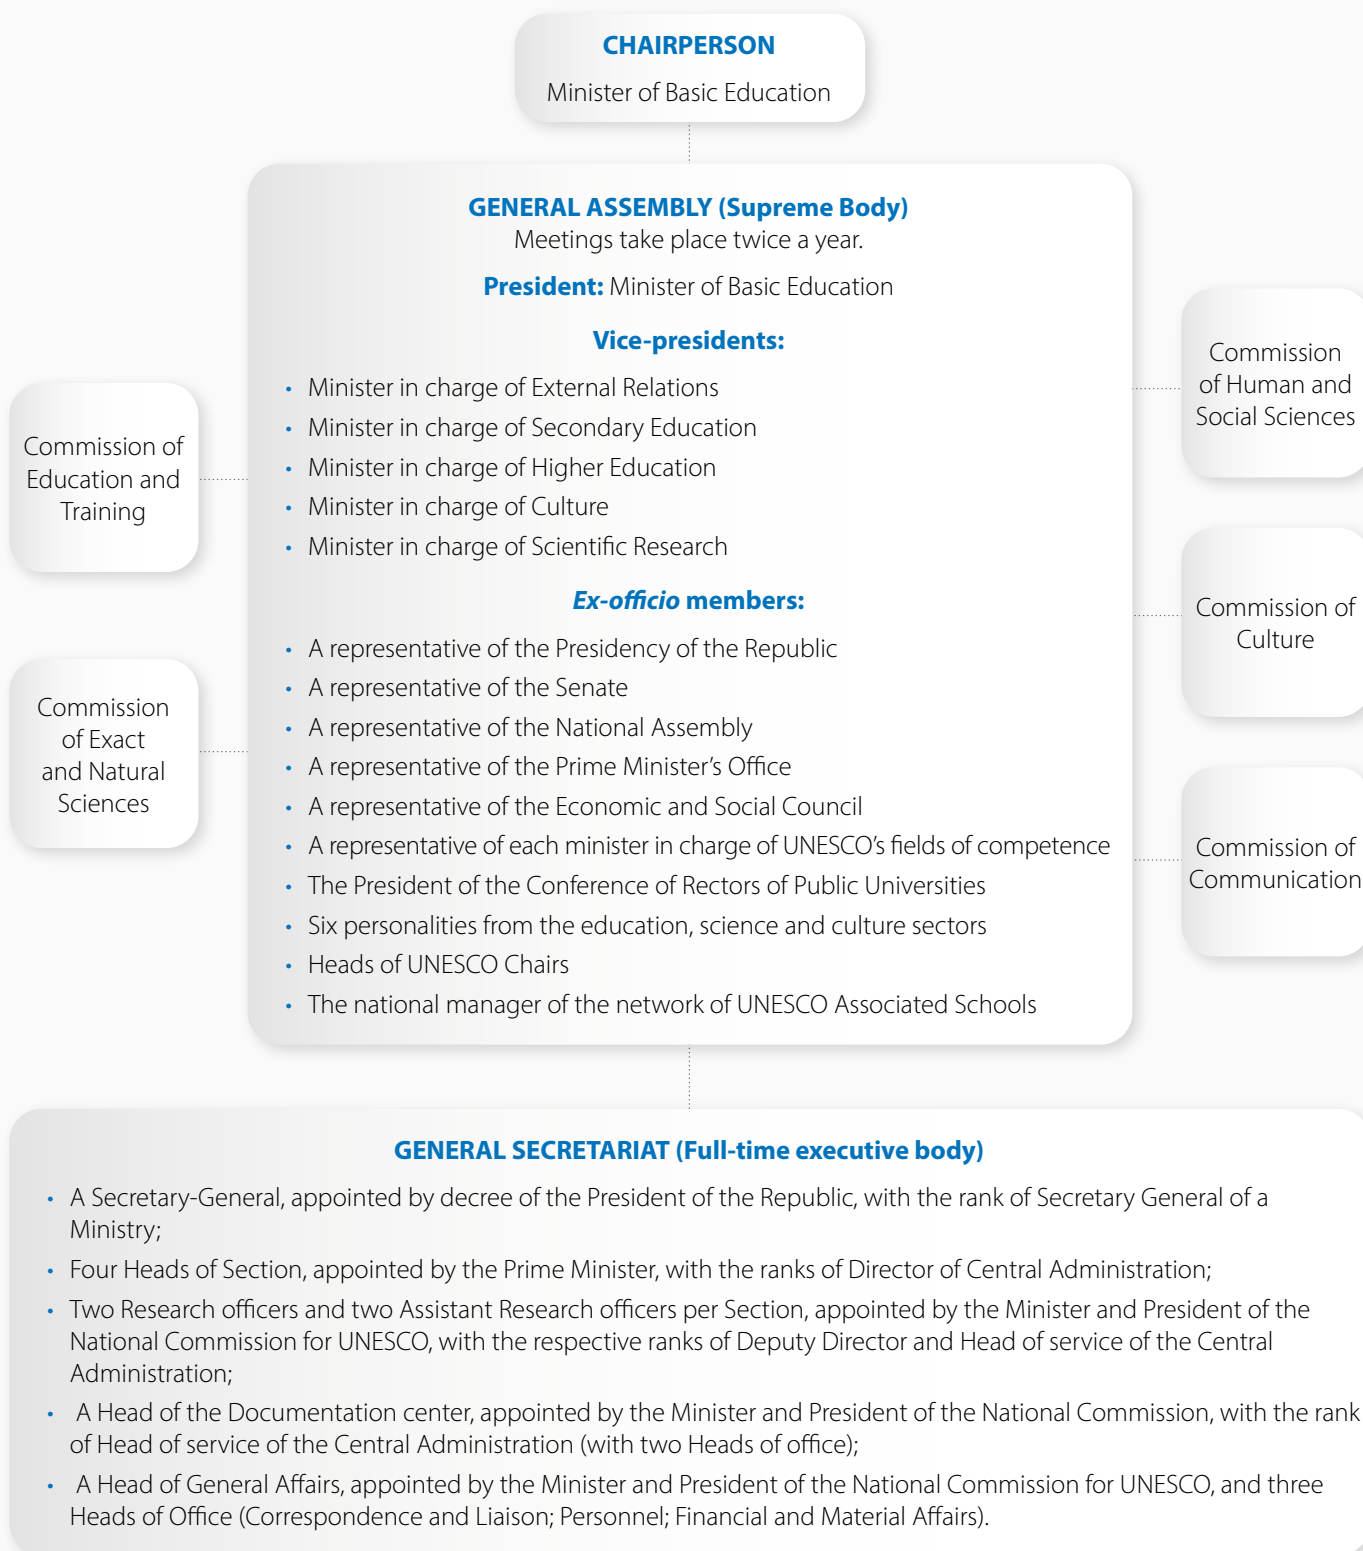 CHAIRPERSON
Minister of Basic Education
GENERAL ASSEMBLY (Supreme Body)
Meetings take place twice a year.
President: Minister of Basic Education
Vice-presidents:
• Minister in charge of External Relations
• Minister in charge of Secondary Education
• Minister in charge of Higher Education
• Minister in charge of Culture
• Minister in charge of Scientific Research
Ex-officio members:
• A representative of the Presidency of the Republic
• A representative of the Senate
• A representative of the National Assembly
• A representative of the Prime Minister’s Office
• A representative of the Economic and Social Council
• A representative of each minister in charge of UNESCO’s fields of competence
• The President of the Conference of Rectors of Public Universities
• Six personalities from the education, science and culture sectors
• Heads of UNESCO Chairs
• The national manager of the network of UNESCO Associated Schools
Commission of
Education and
Training
Commission
of Exact
and Natural
Sciences
Commission
of Human and
Social Sciences
Commission of
Culture
Commission of
Communication
GENERAL SECRETARIAT (Full-time executive body)
• A Secretary-General, appointed by decree of the President of the Republic, with the rank of Secretary General of a
Ministry;
• Four Heads of Section, appointed by the Prime Minister, with the ranks of Director of Central Administration;
• Two Research officers and two Assistant Research officers per Section, appointed by the Minister and President of the
National Commission for UNESCO, with the respective ranks of Deputy Director and Head of service of the Central
Administration;
• A Head of the Documentation center, appointed by the Minister and President of the National Commission, with the rank
of Head of service of the Central Administration (with two Heads of office);
• A Head of General Affairs, appointed by the Minister and President of the National Commission for UNESCO, and three
Heads of Office (Correspondence and Liaison; Personnel; Financial and Material Affairs).